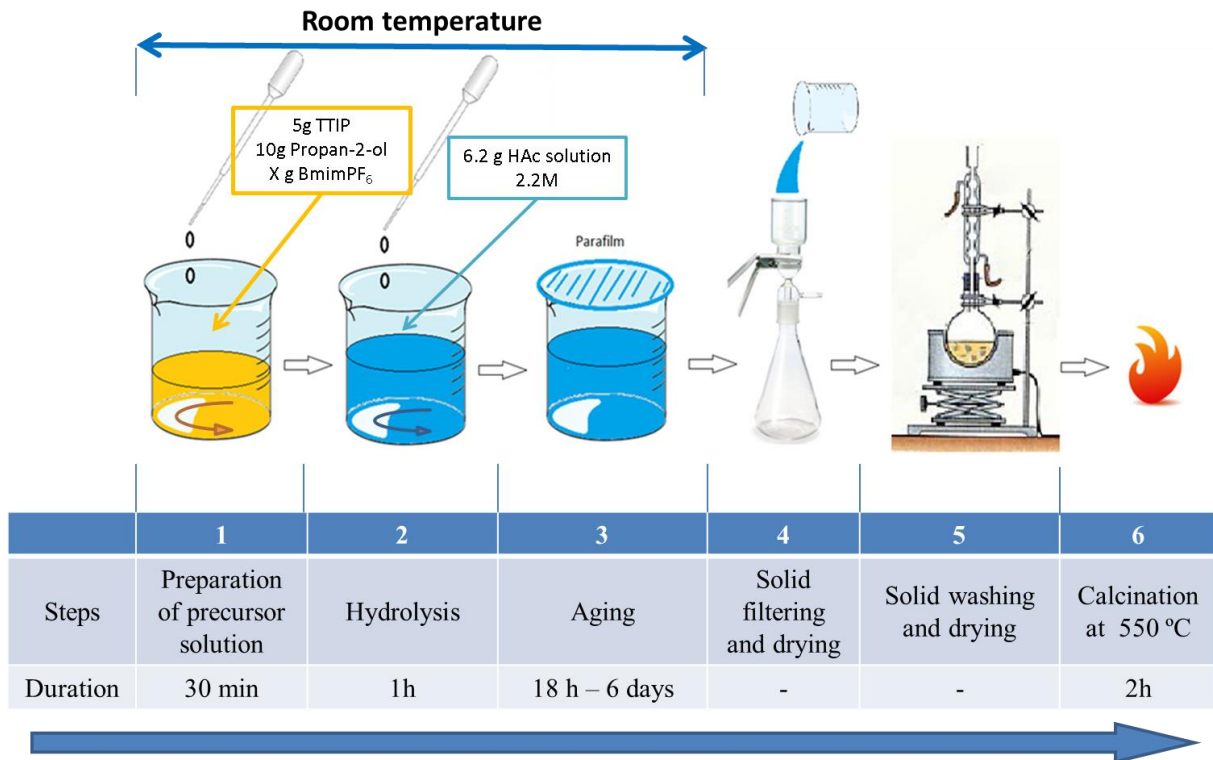 Room temperature
5g TTIP
10g Propan-2-ol
X g BmimPF₆
6.2 g HAc solution
2.2M
Parafilm
1 2 3 4 5 6
Steps
Preparation
of precursor
solution
Hydrolysis
Aging
Solid
filtering
and drying
Solid washing
and drying
Calcination
at 550 ºC
Duration
30 min
1h
18 h – 6 days
-
-
2h